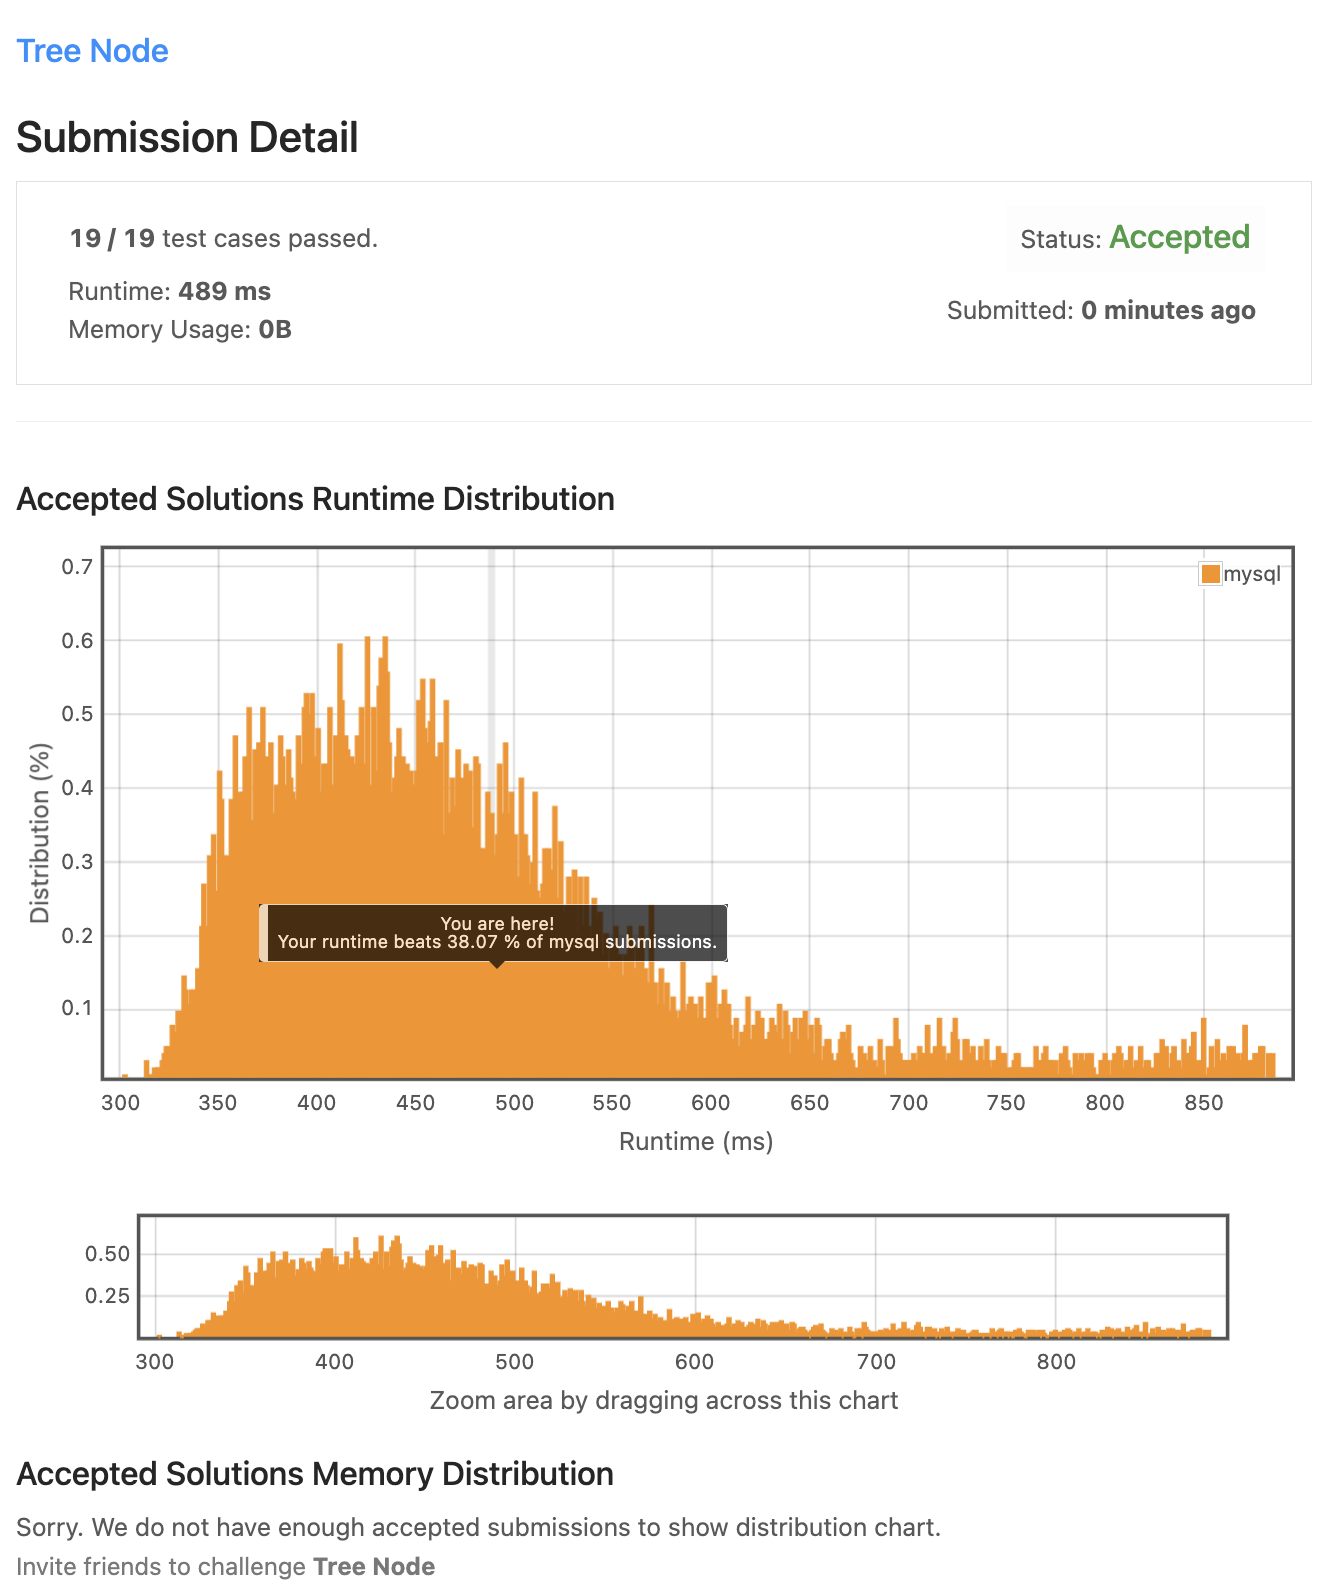 Tree Node
Submission Detail
19 / 19 test cases passed.
Status: Accepted
Runtime: 489 ms
Submitted: 0 minutes ago
Memory Usage: 0B
Accepted Solutions Runtime Distribution
0.7
mysql
0.6
0.5
0.4
0.3
0.2
0.1
Distribution (%)
You are here!
Your runtime beats 38.07 % of mysql submissions.
300 350 400 450 500 550 600 650 700 750 800 850
Runtime (ms)
0.50
0.25
300 400 500 600 700 800
Zoom area by dragging across this chart
Accepted Solutions Memory Distribution
Sorry. We do not have enough accepted submissions to show distribution chart.
Invite friends to challenge Tree Node